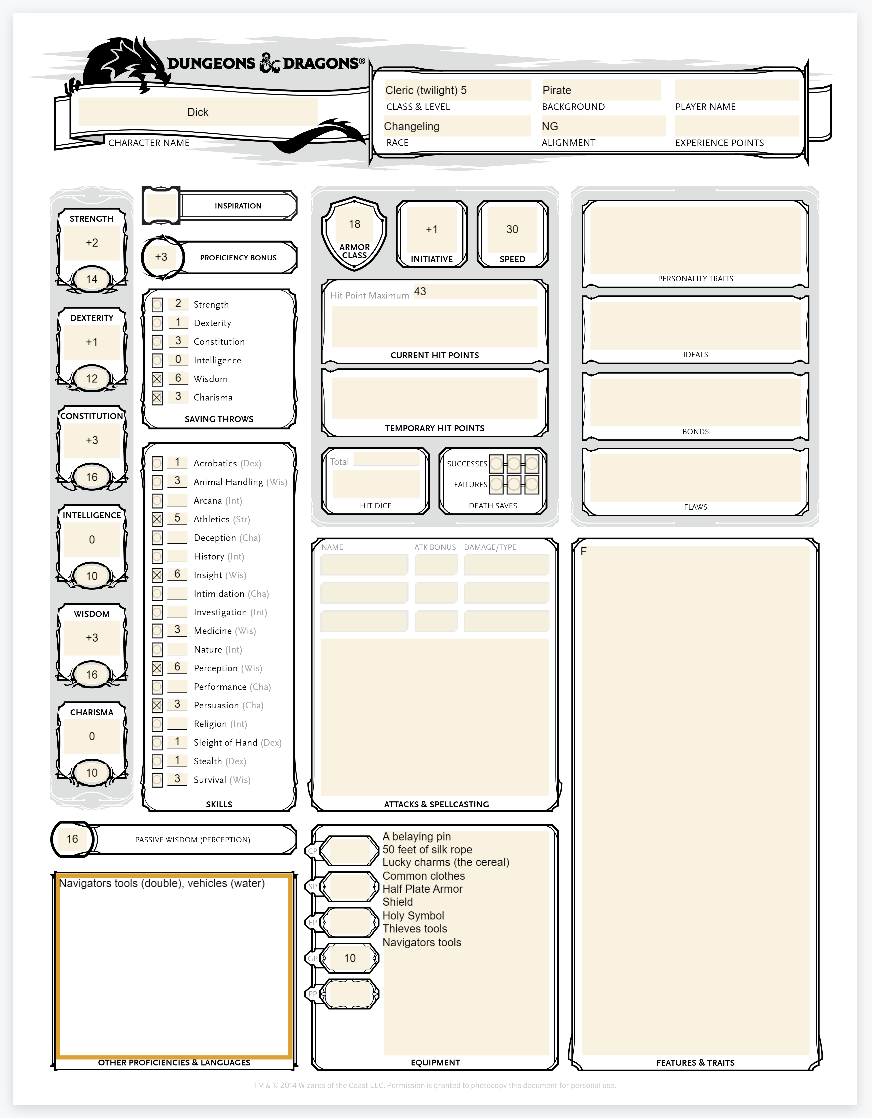 DUNGEONS & DRAGONS®
Dick
CHARACTER NAME
Cleric (twilight) 5
Pirate
CLASS & LEVEL
BACKGROUND
PLAYER NAME
Changeling
NG
RACE
ALIGNMENT
EXPERIENCE POINTS
STRENGTH
+2
14
DEXTERITY
+1
12
CONSTITUTION
+3
16
INTELLIGENCE
0
10
WISDOM
+3
16
CHARISMA
0
10
INSPIRATION
+3 PROFICIENCY BONUS
2 Strength
1 Dexterity
3 Constitution
0 Intelligence
6 Wisdom
3 Charisma
SAVING THROWS
1 Acrobatics (Dex)
3 Animal Handling (Wis)
Arcana (Int)
5 Athletics (Str)
Deception (Cha)
History (Int)
6 Insight (Wis)
Intimidation (Cha)
Investigation (Int)
3 Medicine (Wis)
Nature (Int)
6 Perception (Wis)
Performance (Cha)
3 Persuasion (Cha)
Religion (Int)
1 Sleight of Hand (Dex)
1 Stealth (Dex)
3 Survival (Wis)
SKILLS
16 PASSIVE WISDOM (PERCEPTION)
Navigators tools (double), vehicles (water)
OTHER PROFICIENCIES & LANGUAGES
18
ARMOR
CLASS
+1
INITIATIVE
30
SPEED
Hit Point Maximum 43
CURRENT HIT POINTS
TEMPORARY HIT POINTS
Total
HIT DICE
SUCCESSES
FAILURES
DEATH SAVES
NAME ATK BONUS DAMAGE/TYPE
ATTACKS & SPELLCASTING
CP
SP
EP
GP
PP
10
A belaying pin
50 feet of silk rope
Lucky charms (the cereal)
Common clothes
Half Plate Armor
Shield
Holy Symbol
Thieves tools
Navigators tools
EQUIPMENT
PERSONALITY TRAITS
IDEALS
BONDS
FLAWS
F
FEATURES & TRAITS
TM & © 2014 Wizards of the Coast LLC. Permission is granted to photocopy this document for personal use.